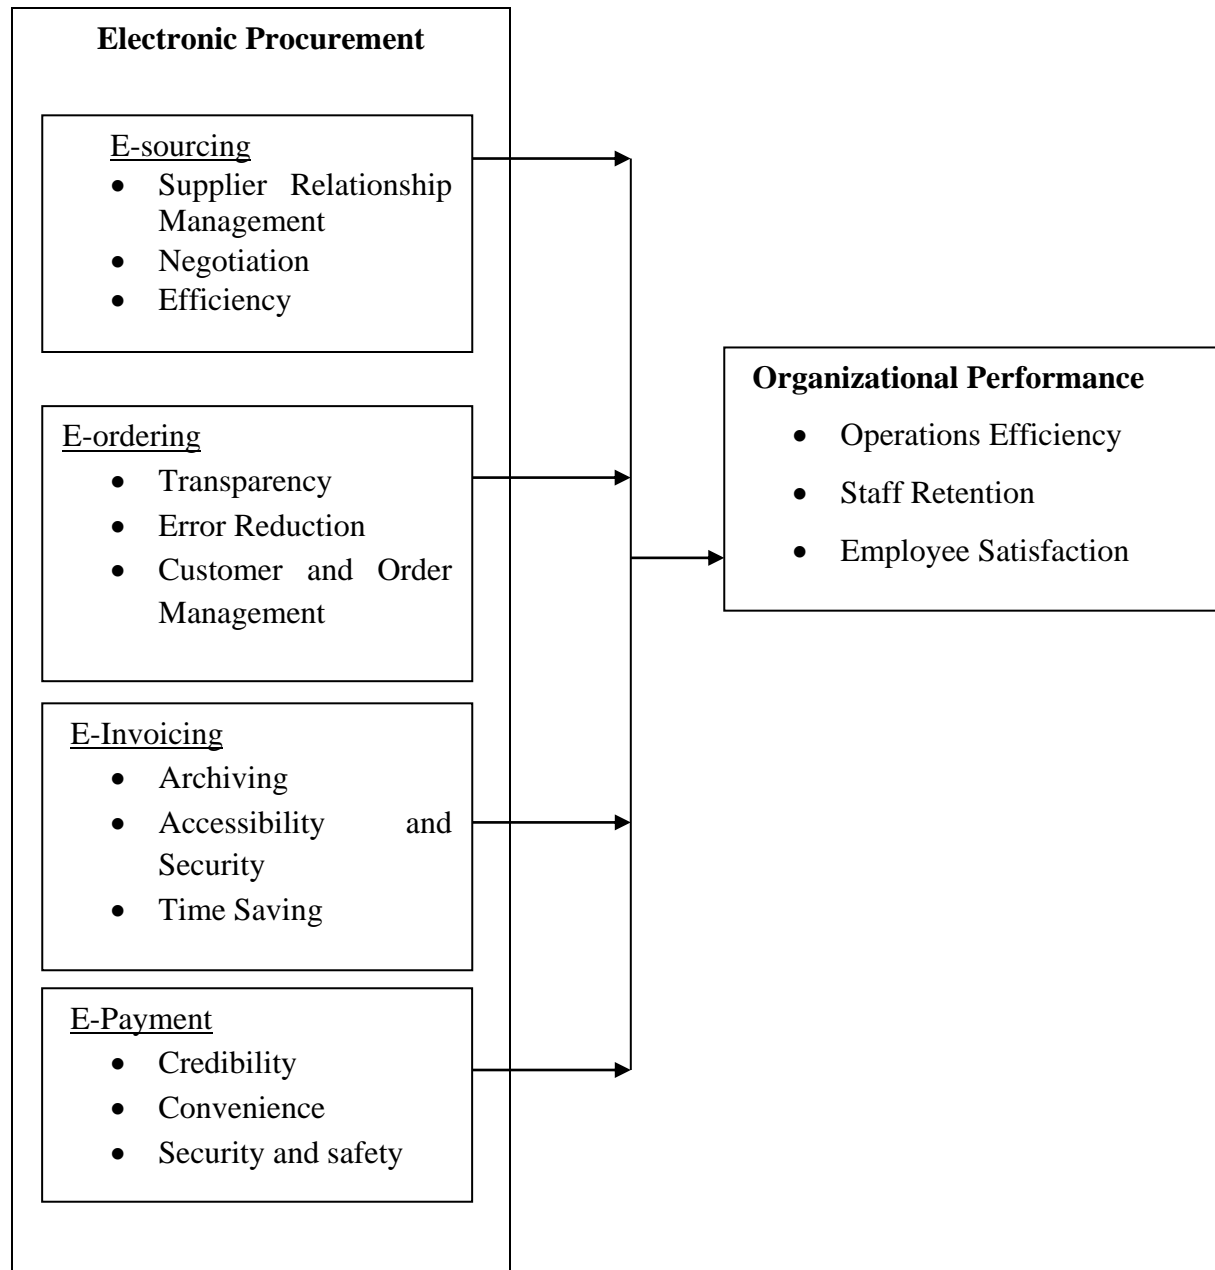 Electronic Procurement
E-sourcing
• Supplier Relationship
Management
• Negotiation
• Efficiency
E-ordering
• Transparency
• Error Reduction
• Customer and Order
Management
E-Invoicing
• Archiving
• Accessibility and
Security
• Time Saving
E-Payment
• Credibility
• Convenience
• Security and safety
Organizational Performance
• Operations Efficiency
• Staff Retention
• Employee Satisfaction